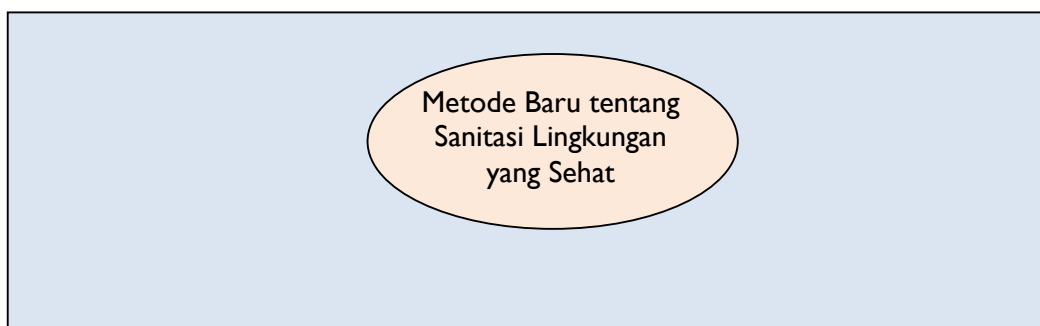 Metode Baru tentang
Sanitasi Lingkungan
yang Sehat